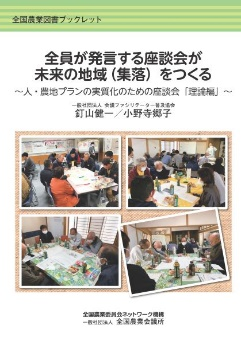 全国農業図書ブックレット
全員が発言する座談会が
未来の地域（集落）をつくる
～人・農地プランの実質化のための座談会「理論編」～
一般社団法人 会議ファシリテーター普及協会
釘山健一／小野寺郷子
全国農業委員会ネットワーク機構
一般社団法人 全国農業会議所